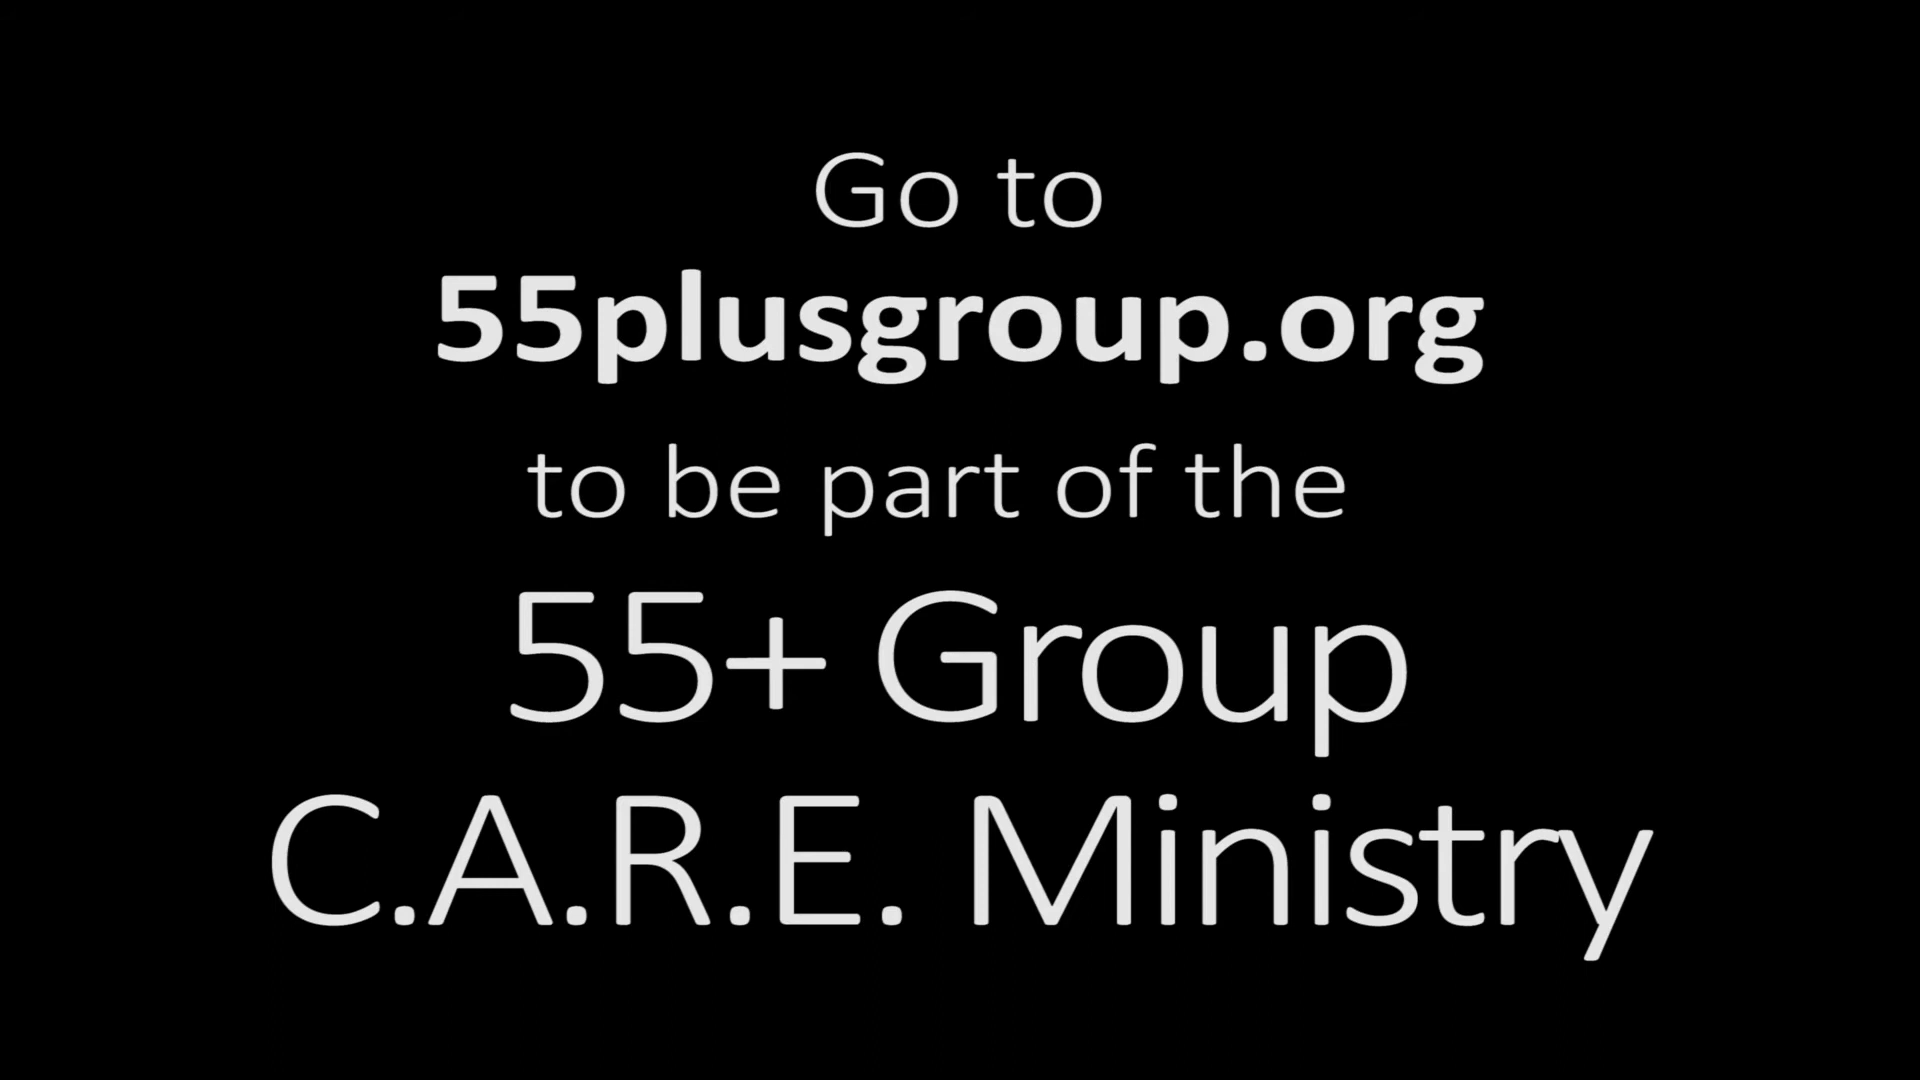 Go to
55plusgroup.org
to be part of the
55+ Group
C.A.R.E. Ministry